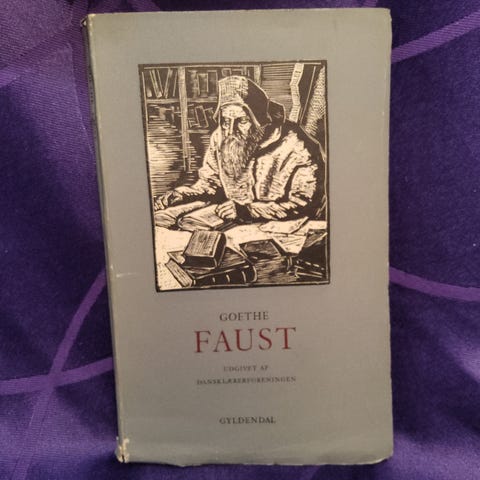 GOETHE
FAUST
UDGIVET AF
DANSKLÆRERFORENINGEN
GYLDENDAL